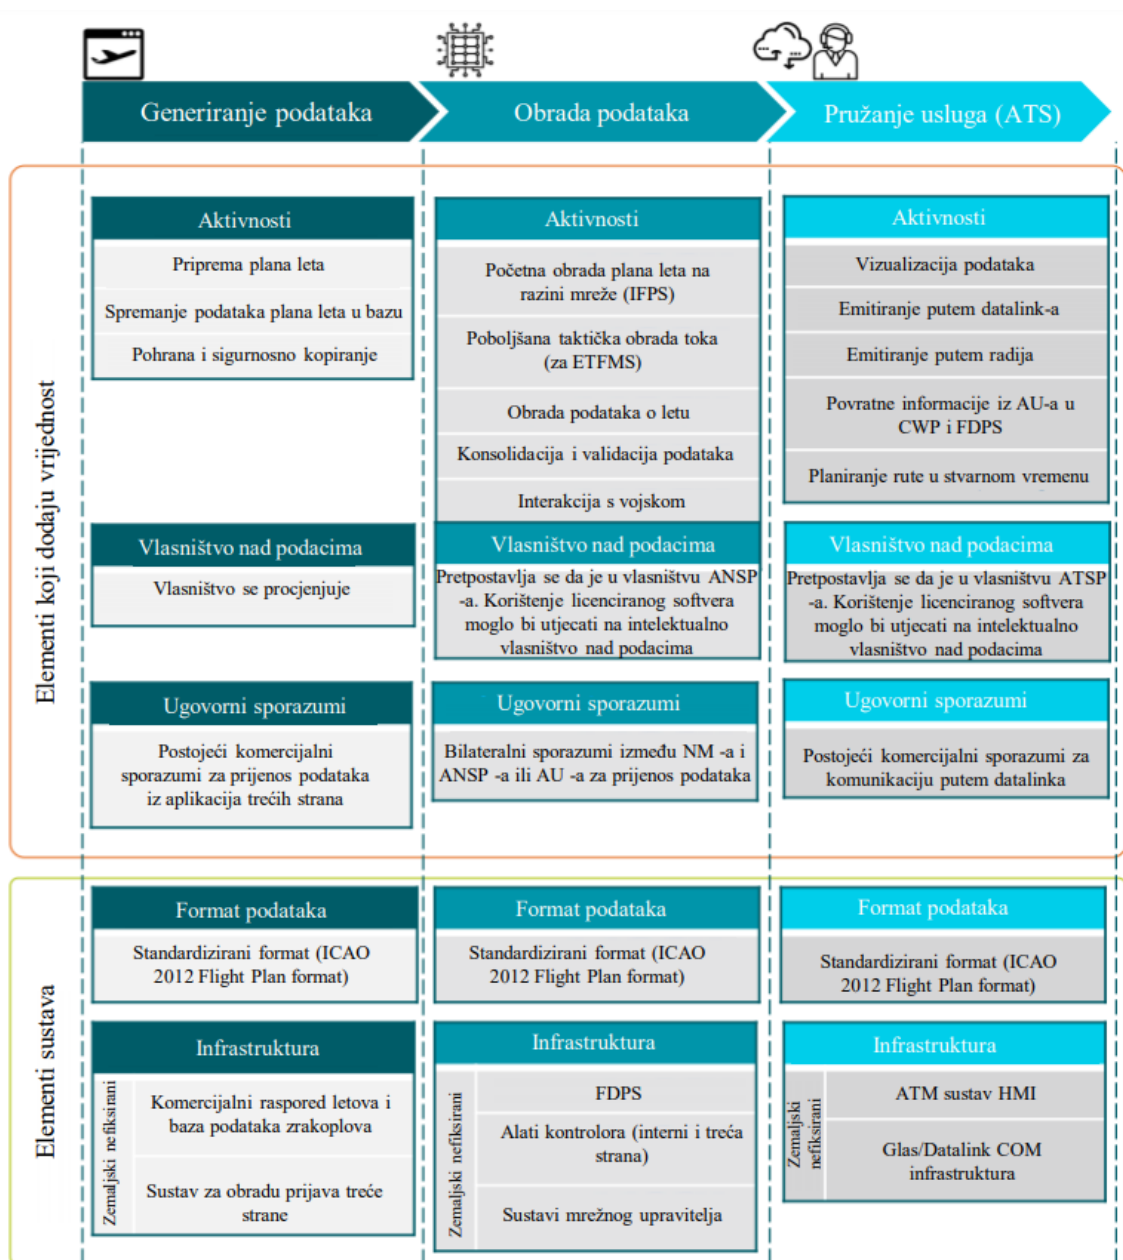 Generiranje podataka
Obrada podataka
Pružanje usluga (ATS)
Elementi koji dodaju vrijednost
Aktivnosti
Priprema plana leta
Spremanje podataka plana leta u bazu
Pohrana i sigurnosno kopiranje
Vlasništvo nad podacima
Vlasništvo se procjenjuje
Ugovorni sporazumi
Postojeći komercijalni
sporazumi za prijenos podataka
iz aplikacija trećih strana
Aktivnosti
Početna obrada plana leta na
razini mreže (IFPS)
Poboljšana taktička obrada toka
(za ETFMS)
Obrada podataka o letu
Konsolidacija i validacija podataka
Interakcija s vojskom
Vlasništvo nad podacima
Pretpostavlja se da je u vlasništvu ANSP
-a. Korištenje licenciranog softvera
moglo bi utjecati na intelektualno
vlasništvo nad podacima
Ugovorni sporazumi
Bilateralni sporazumi između NM -a i
ANSP -a ili AU -a za prijenos podataka
Aktivnosti
Vizualizacija podataka
Emitiranje putem datalink-a
Emitiranje putem radija
Povratne informacije iz AU-a u
CWP i FDPS
Planiranje rute u stvarnom vremenu
Vlasništvo nad podacima
Pretpostavlja se da je u vlasništvu ATSP
-a. Korištenje licenciranog softvera
moglo bi utjecati na intelektualno
vlasništvo nad podacima
Ugovorni sporazumi
Postojeći komercijalni sporazumi za
komunikaciju putem datalinka
Elementi sustava
Format podataka
Standardizirani format (ICAO
2012 Flight Plan format)
Infrastruktura
Zemaljski nefiksirani
Komercijalni raspored letova i
baza podataka zrakoplova
Sustav za obradu prijava treće
strane
Format podataka
Standardizirani format (ICAO
2012 Flight Plan format)
Infrastruktura
Zemaljski nefiksirani
FDPS
Alati kontrolora (interni i treća
strana)
Sustavi mrežnog upravitelja
Format podataka
Standardizirani format (ICAO
2012 Flight Plan format)
Infrastruktura
Zemaljski
nefiksirani
ATM sustav HMI
Glas/Datalink COM
infrastruktura